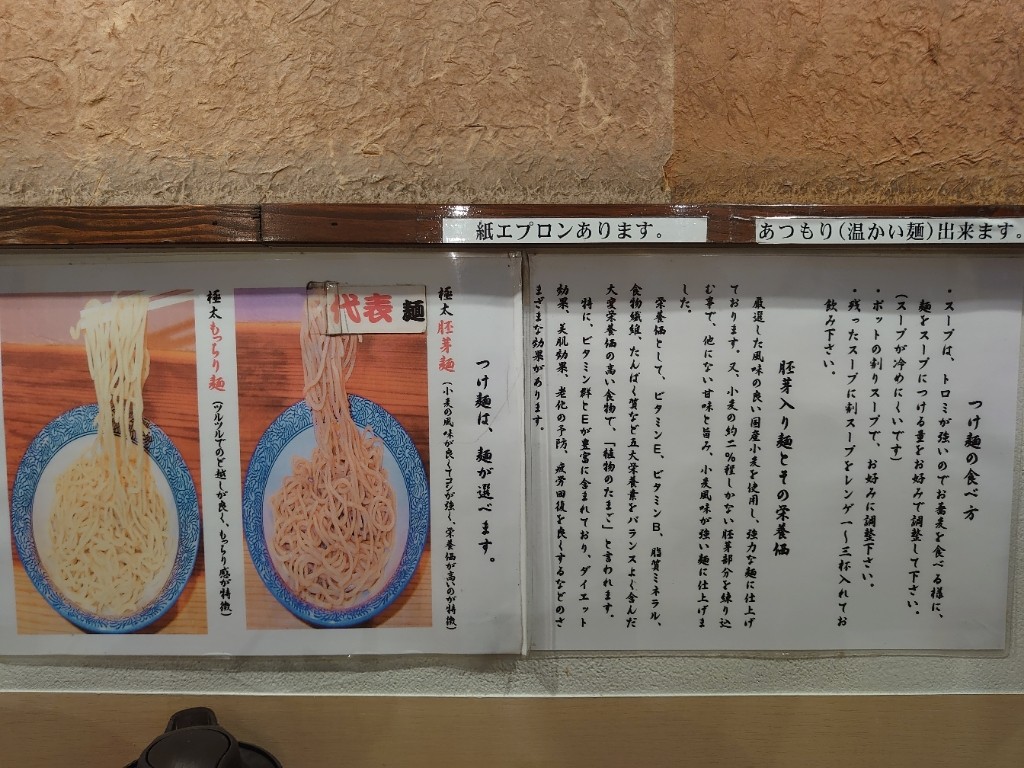 紙エプロンあります。
あつもり(温かい麺)出来ます。
つけ麺の食べ方
・スープは、トロミが強いのでお蕎麦を食べる様に、
麺をスープにつける量をお好みで調整して下さい。
(スープが冷めにくいです)
・ポットの割りスープで、お好みに調整下さい。
・残ったスープに割スープをレンゲ一〜三杯入れてお
飲み下さい。
胚芽入り麺とその栄養価
厳選した風味の良い国産小麦を使用し、強力な麺に仕上げ
ております。又、小麦の約二%程しかない胚芽部分を練り込
む事で、他にない甘味と旨み、小麦風味が強い麺に仕上げま
した。
栄養価として、ビタミンE、ビタミンB、脂質ミネラル、
食物繊維、たんぱく質など五大栄養素をバランスよく含んだ
大変栄養価の高い食物で、「植物のたまご」と言われます。
特に、ビタミン群とEが豊富に含まれており、ダイエット
効果、美肌効果、老化の予防、疲労回復を良くするなどのさ
まざまな効果があります。
つけ麺は、麺が選べます。
代表麺
極太胚芽麺(小麦の風味が良くてコシが強く、栄養価が高いのが特徴)
極太もっちり麺(ツルツルでのど越しが良く、もっちり感が特徴)